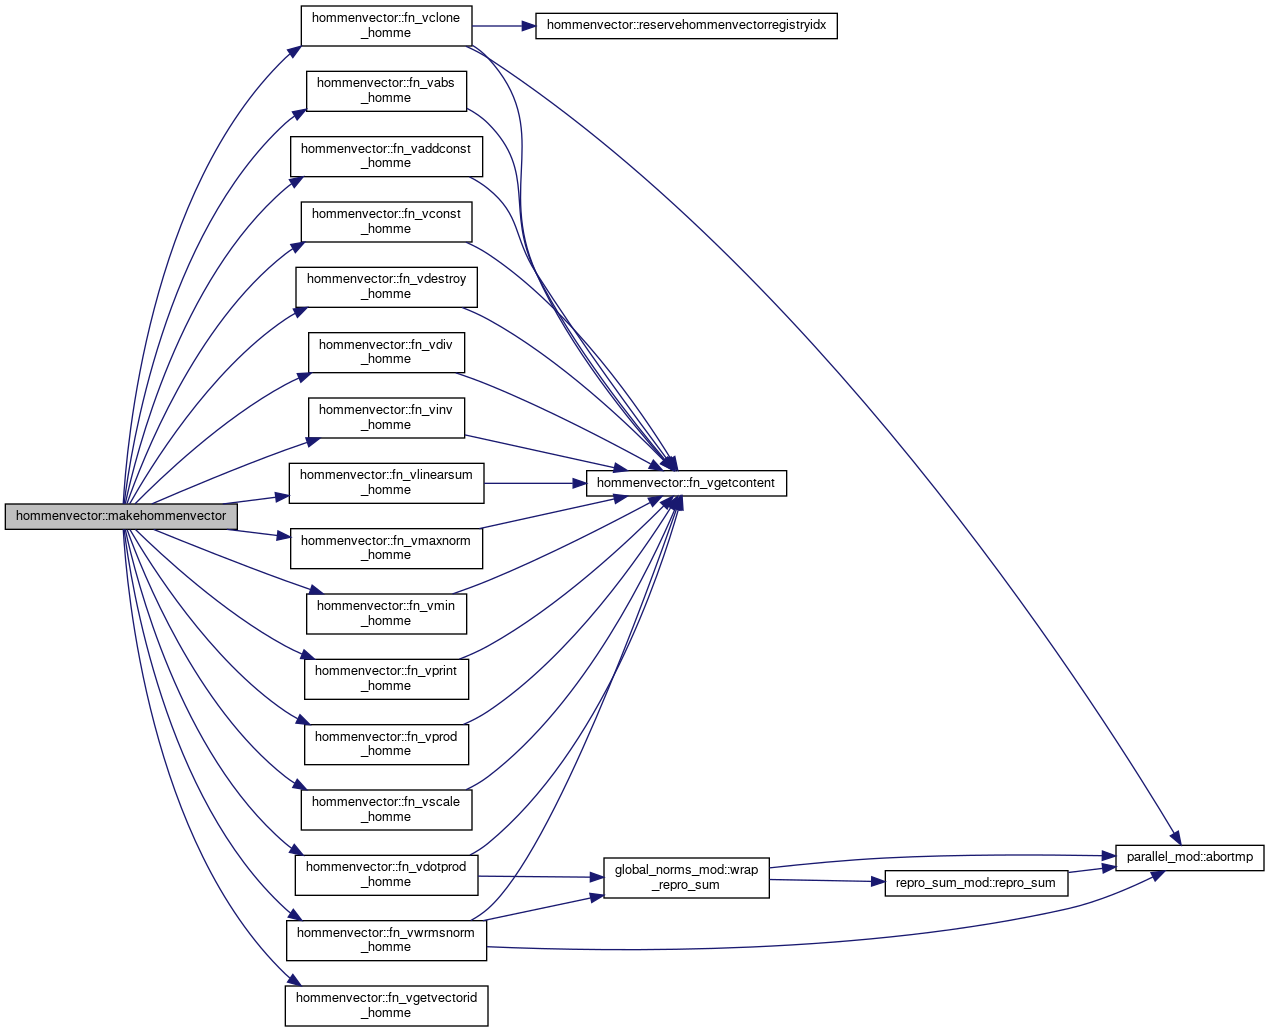 hommenvector::fn_vclone
_homme
hommenvector::reservehommenvectorregistryidx
hommenvector::fn_vabs
_homme
hommenvector::fn_vaddconst
_homme
hommenvector::fn_vconst
_homme
hommenvector::fn_vdestroy
_homme
hommenvector::fn_vdiv
_homme
hommenvector::fn_vinv
_homme
hommenvector::fn_vlinearsum
_homme
hommenvector::fn_vgetcontent
hommenvector::makehommenvector
hommenvector::fn_vmaxnorm
_homme
hommenvector::fn_vmin
_homme
hommenvector::fn_vprint
_homme
hommenvector::fn_vprod
_homme
hommenvector::fn_vscale
_homme
hommenvector::fn_vdotprod
_homme
global_norms_mod::wrap
_repro_sum
repro_sum_mod::repro_sum
parallel_mod::abortmp
hommenvector::fn_vwrmsnorm
_homme
hommenvector::fn_vgetvectorid
_homme